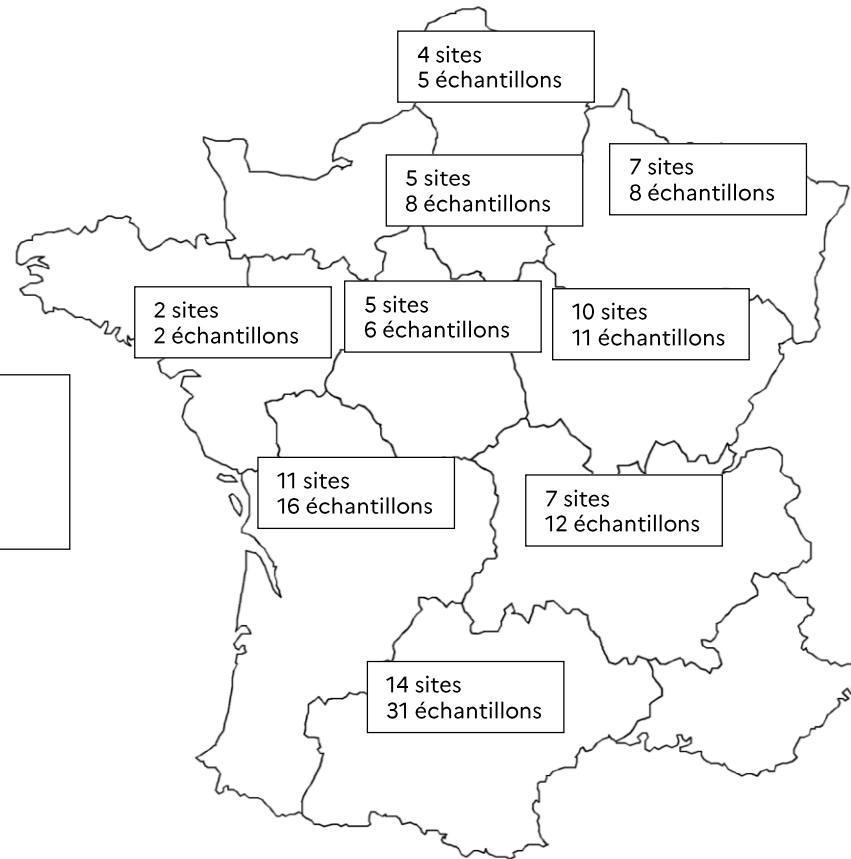 4 sites
5 échantillons
5 sites
8 échantillons
7 sites
8 échantillons
2 sites
2 échantillons
5 sites
6 échantillons
10 sites
11 échantillons
11 sites
16 échantillons
7 sites
12 échantillons
14 sites
31 échantillons